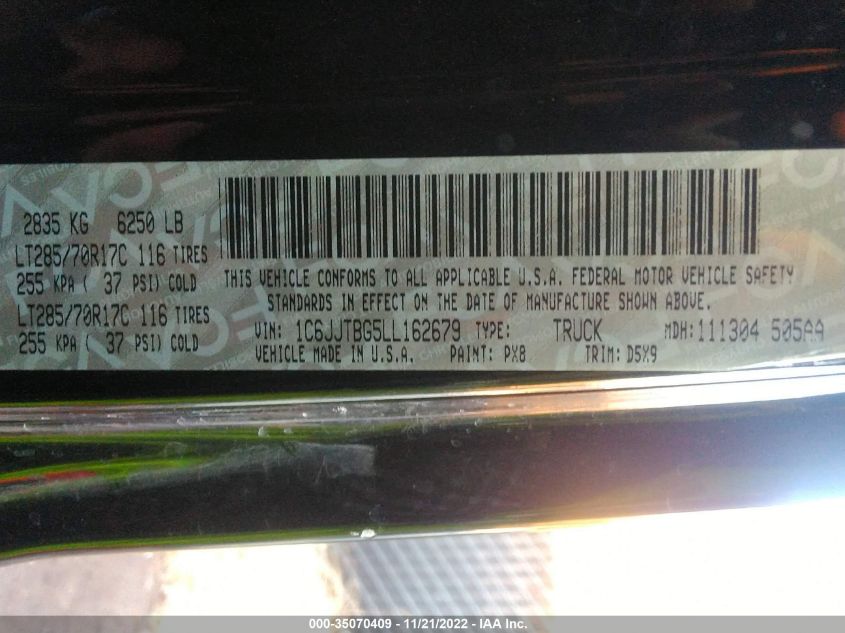 2835 KG 6250 LB
LT285/70R17C 116 TIRES
255 KPA ( 37 PSI) COLD
LT285/70R17C 116 TIRES
255 KPA ( 37 PSI) COLD
THIS VEHICLE CONFORMS TO ALL APPLICABLE U.S.A. FEDERAL MOTOR VEHICLE SAFETY
STANDARDS IN EFFECT ON THE DATE OF MANUFACTURE SHOWN ABOVE.
VIN: 1C6JJTBG5LL162679 TYPE: TRUCK MDH:111304 505AA
VEHICLE MADE IN U.S.A. PAINT: PX8 TRIM: D5X9
000-35070409 - 11/21/2022 - IAA Inc.